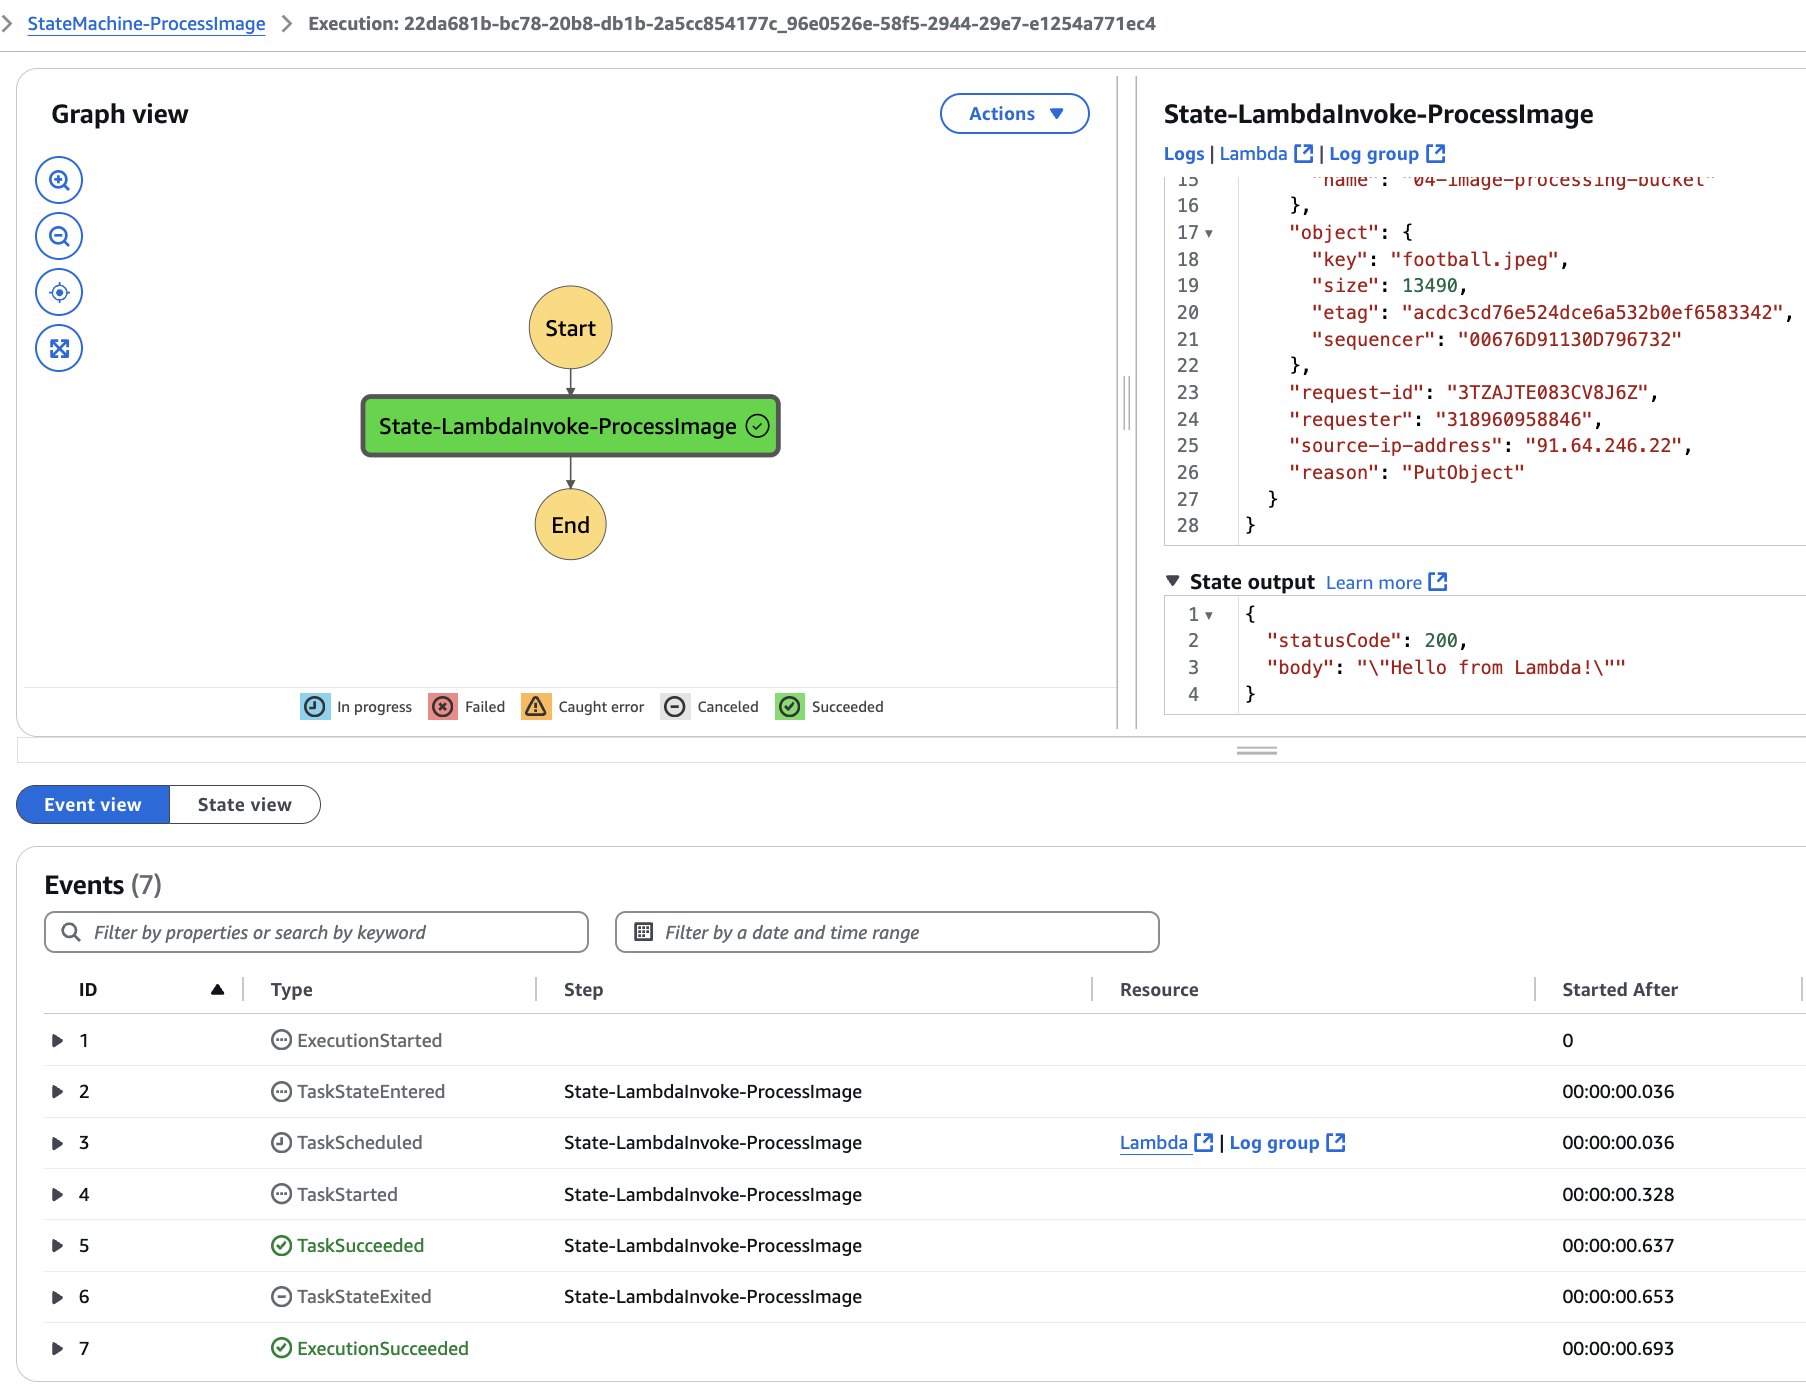 StateMachine-ProcessImage > Execution: 22da681b-bc78-20b8-db1b-2a5cc854177c_96e0526e-58f5-2944-29e7-e1254a771ec4
Graph view
Actions
Start
State-LambdaInvoke-ProcessImage
End
In progress Failed Caught error Canceled Succeeded
State-LambdaInvoke-ProcessImage
Logs | Lambda | Log group
15 "name": "04-image-processing-bucket"
16 },
17 "object": {
18 "key": "football.jpeg",
19 "size": 13490,
20 "etag": "acdc3cd76e524dce6a532b0ef6583342",
21 "sequencer": "00676D91130D796732"
22 },
23 "request-id": "3TZAJTE083CV8J6Z",
24 "requester": "318960958846",
25 "source-ip-address": "91.64.246.22",
26 "reason": "PutObject"
27 }
28 }
State output Learn more
1 {
2 "statusCode": 200,
3 "body": "\"Hello from Lambda!\""
4 }
Event view State view
Events (7)
Filter by properties or search by keyword Filter by a date and time range
ID Type Step Resource Started After
1 ExecutionStarted 0
2 TaskStateEntered State-LambdaInvoke-ProcessImage 00:00:00.036
3 TaskScheduled State-LambdaInvoke-ProcessImage Lambda | Log group 00:00:00.036
4 TaskStarted State-LambdaInvoke-ProcessImage 00:00:00.328
5 TaskSucceeded State-LambdaInvoke-ProcessImage 00:00:00.637
6 TaskStateExited State-LambdaInvoke-ProcessImage 00:00:00.653
7 ExecutionSucceeded 00:00:00.693